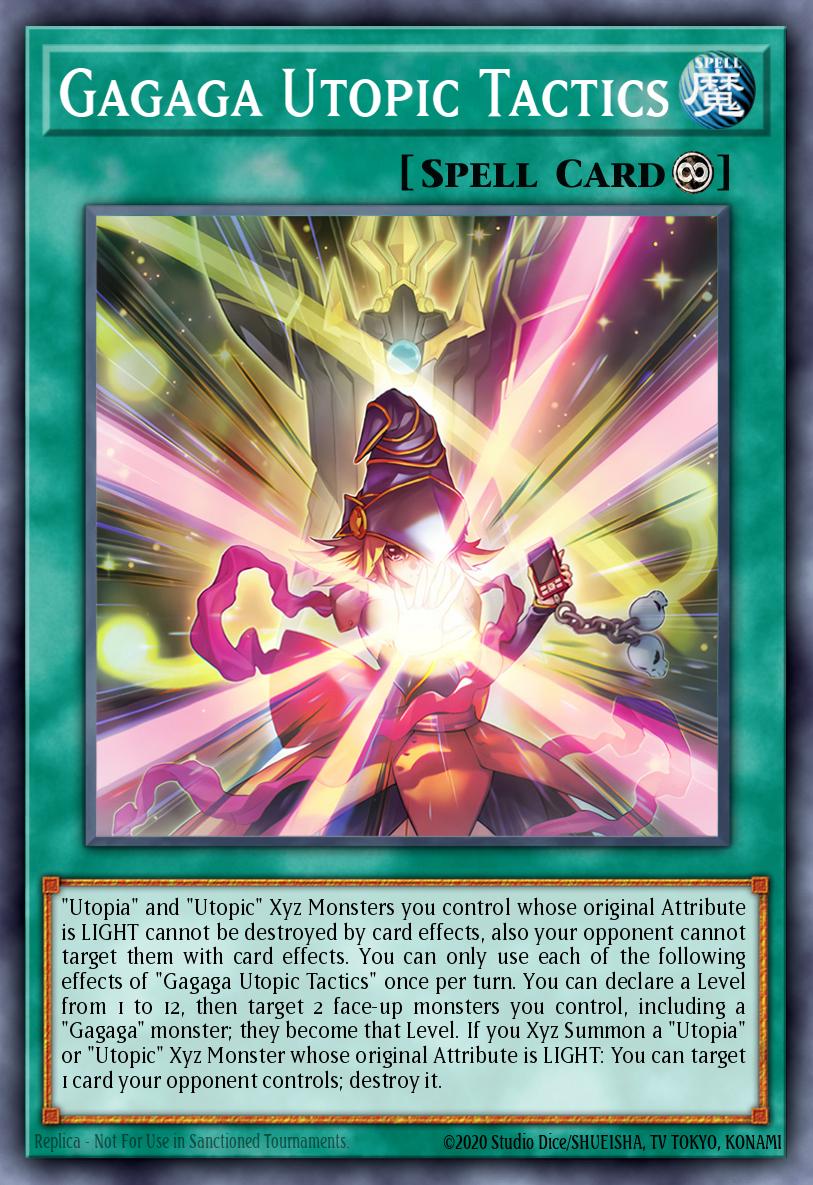 Gagaga Utopic Tactics
SPELL
魔
[Spell Card∞]
"Utopia" and "Utopic" Xyz Monsters you control whose original Attribute
is LIGHT cannot be destroyed by card effects, also your opponent cannot
target them with card effects. You can only use each of the following
effects of "Gagaga Utopic Tactics" once per turn. You can declare a Level
from 1 to 12, then target 2 face-up monsters you control, including a
"Gagaga" monster; they become that Level. If you Xyz Summon a "Utopia"
or "Utopic" Xyz Monster whose original Attribute is LIGHT: You can target
1 card your opponent controls; destroy it.
Replica - Not For Use in Sanctioned Tournaments.
©2020 Studio Dice/SHUEISHA, TV TOKYO, KONAMI